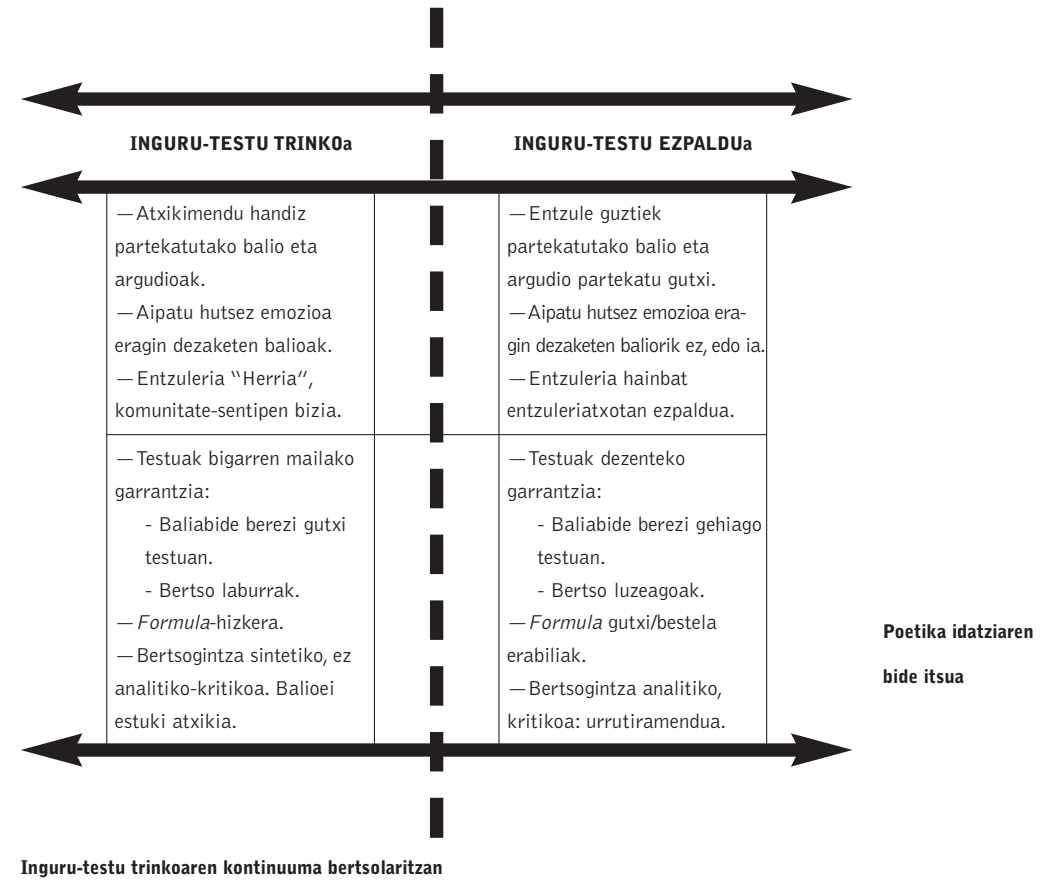 INGURU-TESTU TRINKOa
INGURU-TESTU EZPALDUa
—Atxikimendu handiz
partekatutako balio eta
argudioak.
—Aipatu hutsez emozioa
eragin dezaketen balioak.
—Entzuleria “Herria”,
komunitate-sentipen bizia.
—Entzule guztiek
partekatutako balio eta
argudio partekatu gutxi.
—Aipatu hutsez emozioa era-
gin dezaketen baliorik ez, edo ia.
—Entzuleria hainbat
entzuleriatxotan ezpaldua.
—Testuak bigarren mailako
garrantzia:
- Baliabide berezi gutxi
testuan.
- Bertso laburrak.
—Formula-hizkera.
—Bertsogintza sintetiko, ez
analitiko-kritikoa. Balioei
estuki atxikia.
—Testuak dezenteko
garrantzia:
- Baliabide berezi gehiago
testuan.
- Bertso luzeagoak.
—Formula gutxi/bestela
erabiliak.
—Bertsogintza analitiko,
kritikoa: urrutiramendua.
Poetika idatziaren
bide itsua
Inguru-testu trinkoaren kontinuuma bertsolaritzan